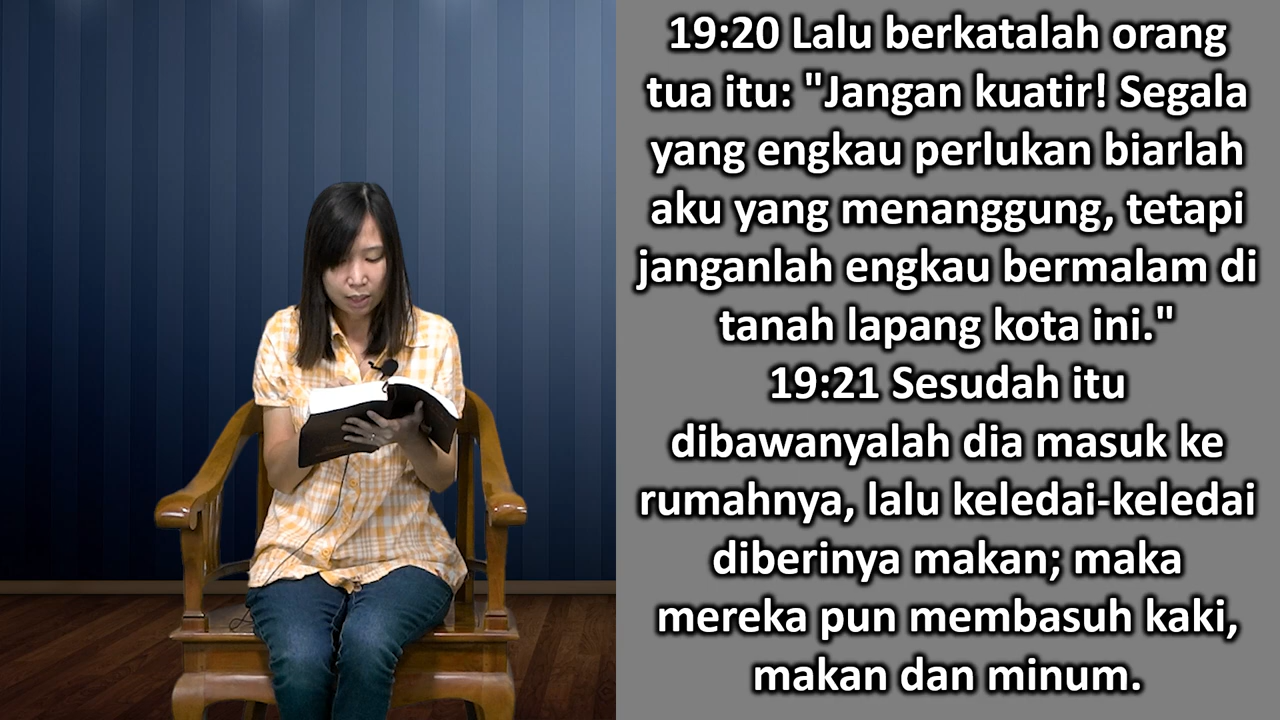 19:20 Lalu berkatalah orang
tua itu: "Jangan kuatir! Segala
yang engkau perlukan biarlah
aku yang menanggung, tetapi
janganlah engkau bermalam di
tanah lapang kota ini."
19:21 Sesudah itu
dibawanyalah dia masuk ke
rumahnya, lalu keledai-keledai
diberinya makan; maka
mereka pun membasuh kaki,
makan dan minum.